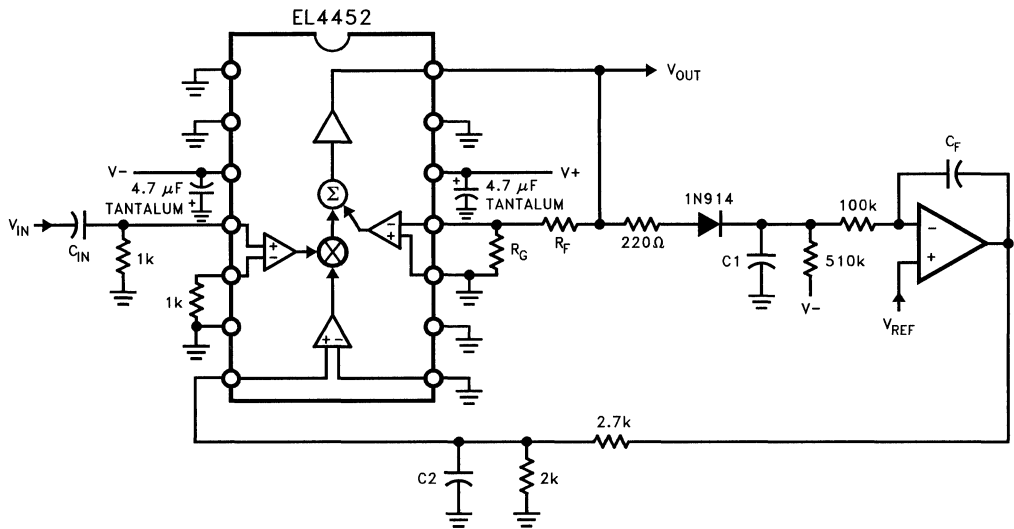 EL4452
VOUT
V-
4.7 µF
TANTALUM
+
V+
+
4.7 µF
TANTALUM
Σ
1N914
CF
VIN
CIN
1k
+
-
-
+
RG
RF
220Ω
C1
100k
510k
V-
-
+
VREF
1k
+ -
2.7k
C2
2k